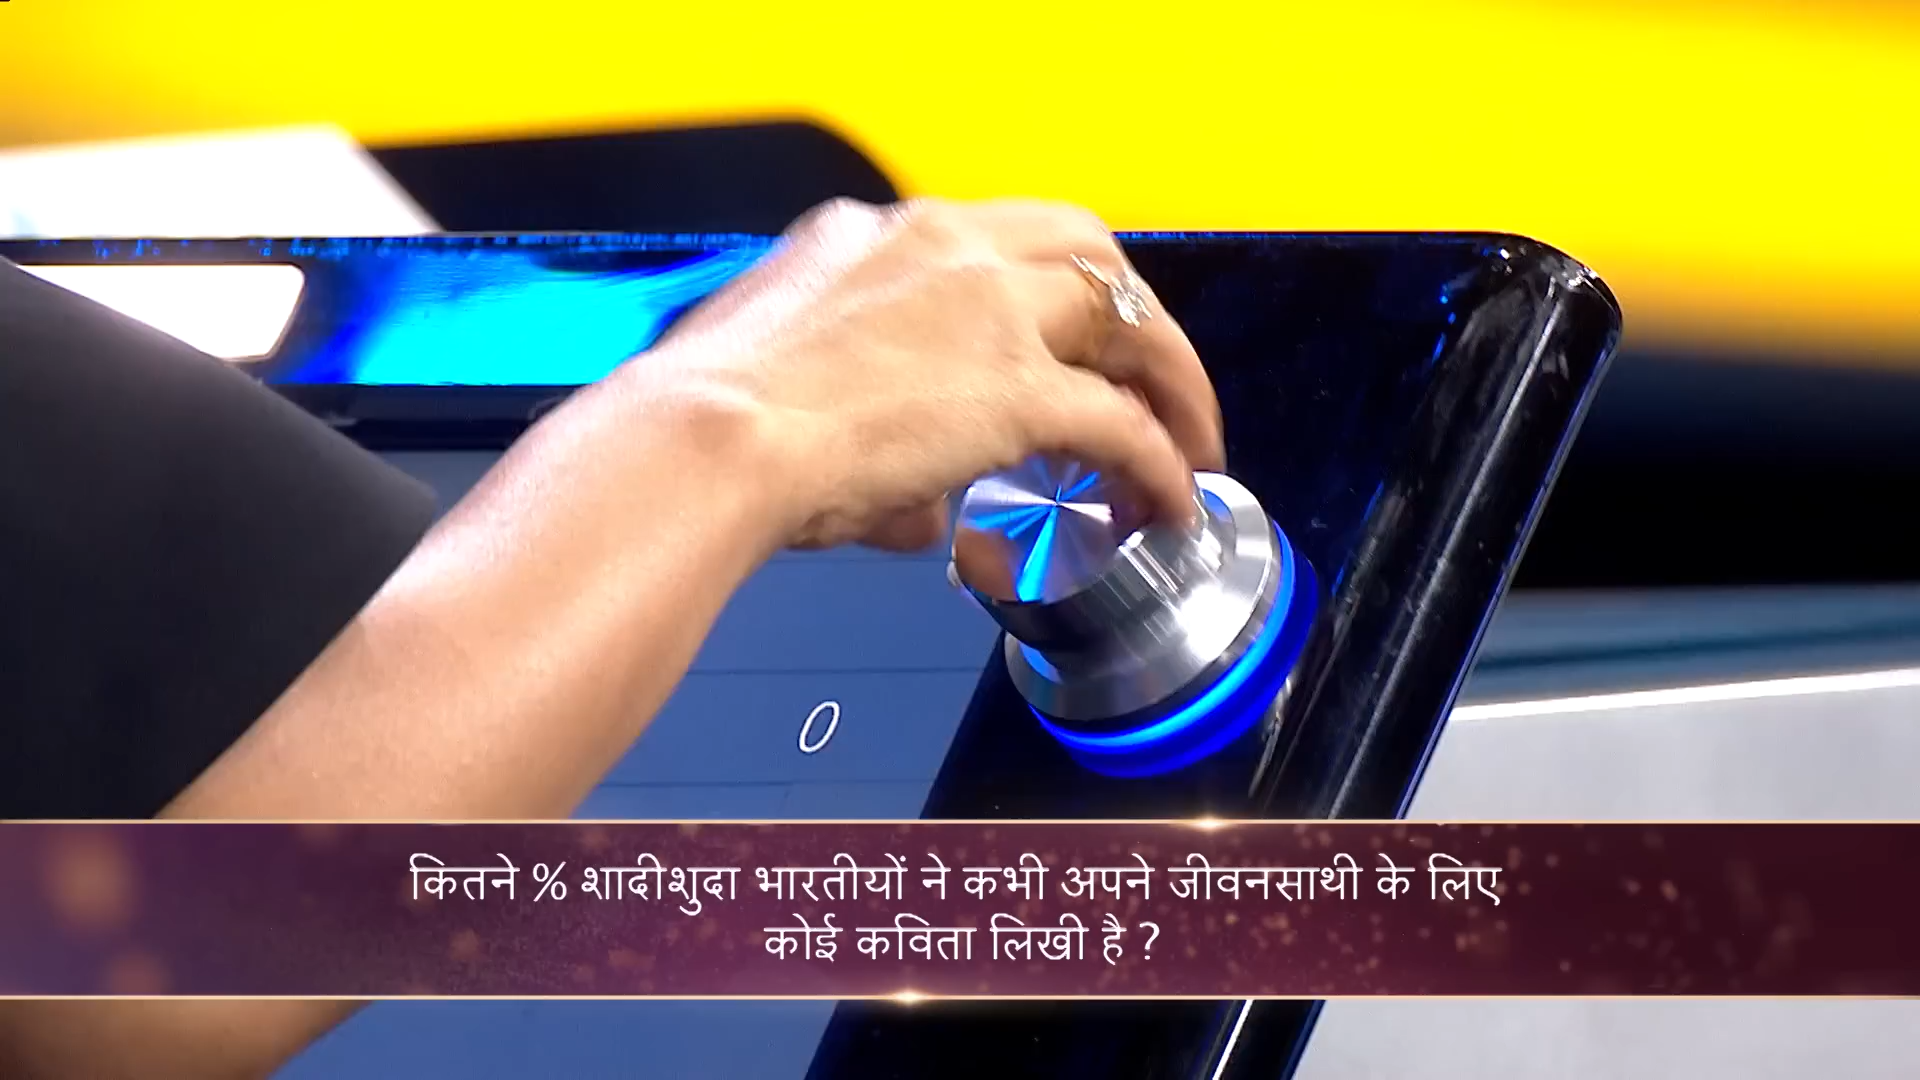 0
कितने % शादीशुदा भारतीयों ने कभी अपने जीवनसाथी के लिए
कोई कविता लिखी है ?